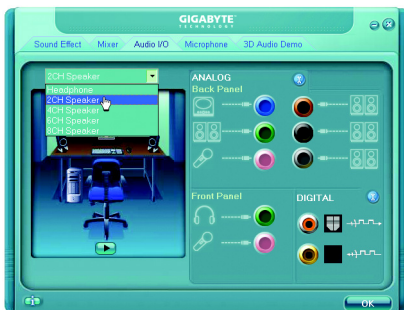 GIGABYTE
TECHNOLOGY
Sound Effect Mixer Audio I/O Microphone 3D Audio Demo
2CH Speaker
Headphone
2CH Speaker
4CH Speaker
6CH Speaker
8CH Speaker
ANALOG
Back Panel
Front Panel
DIGITAL
OK